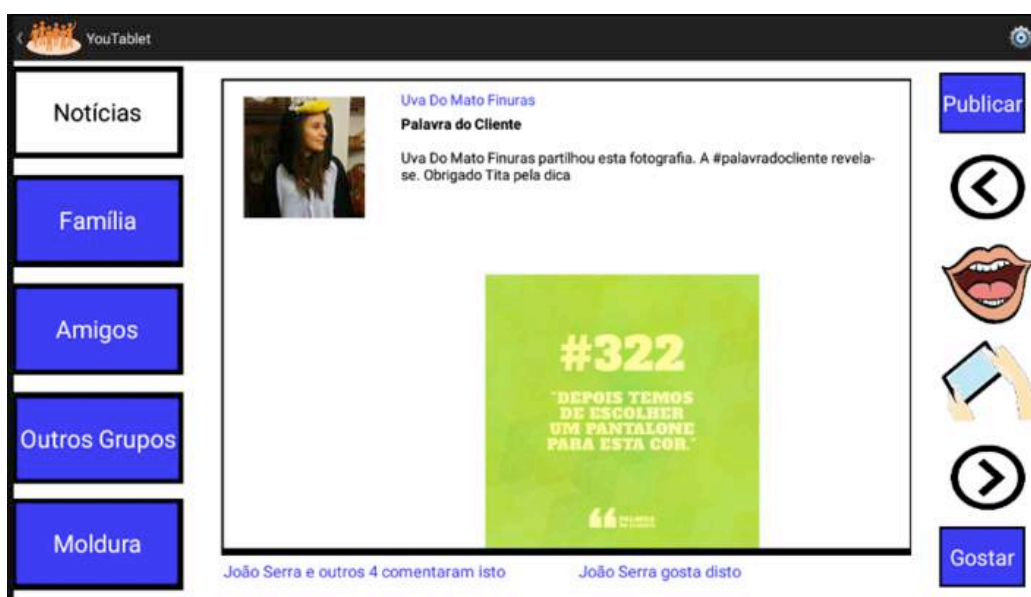 YouTablet
Notícias
Família
Amigos
Outros Grupos
Moldura
Uva Do Mato Finuras
Palavra do Cliente
Uva Do Mato Finuras partilhou esta fotografia. A #palavradocliente revela-
se. Obrigado Tita pela dica
#322
"DEPOIS TEMOS
DE ESCOLHER
UM PANTALONE
PARA ESTA COR."
João Serra e outros 4 comentaram isto
João Serra gosta disto
Publicar
Gostar